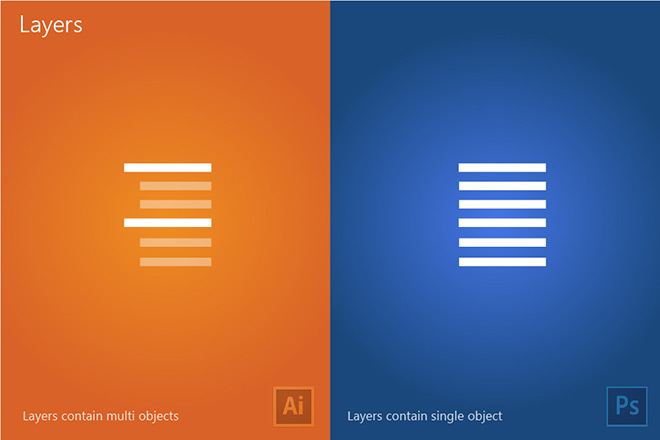 Layers
Layers contain multi objects
Ai
Layers contain single object
Ps